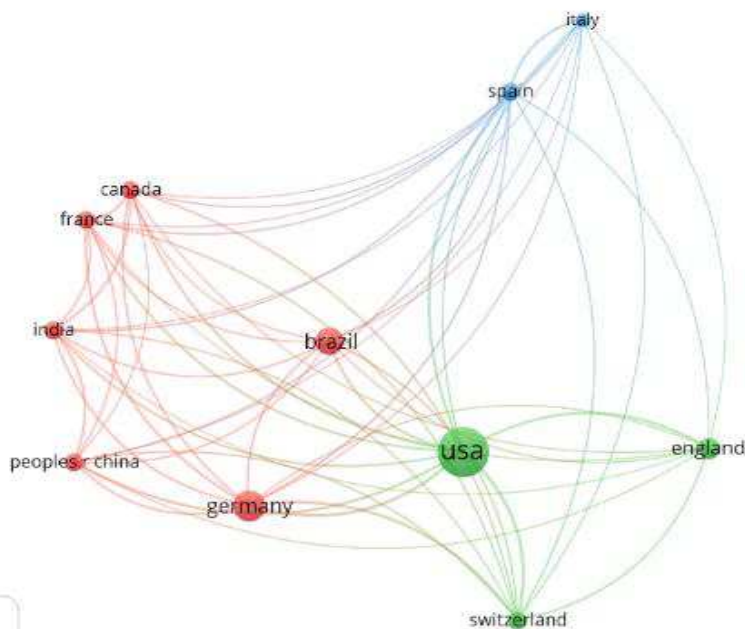 italy
spain
canada
france
india
brazil
usa
england
peoples r china
germany
switzerland